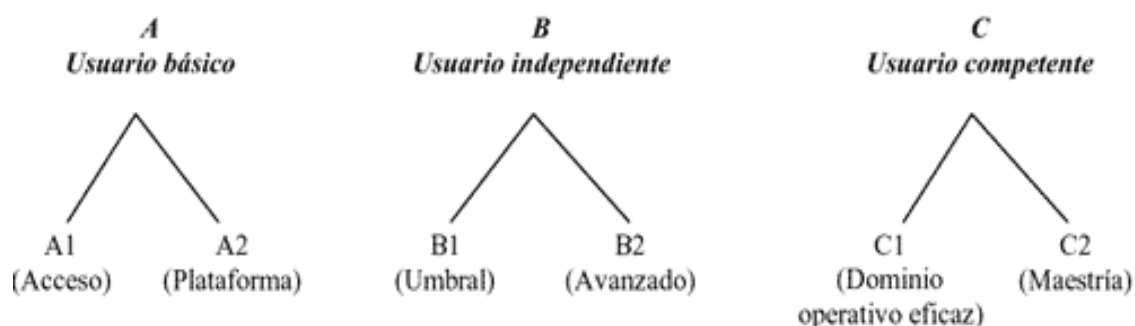 A
Usuario básico
B
Usuario independiente
C
Usuario competente
A1
(Acceso)
A2
(Plataforma)
B1
(Umbral)
B2
(Avanzado)
C1
(Dominio
operativo eficaz)
C2
(Maestría)